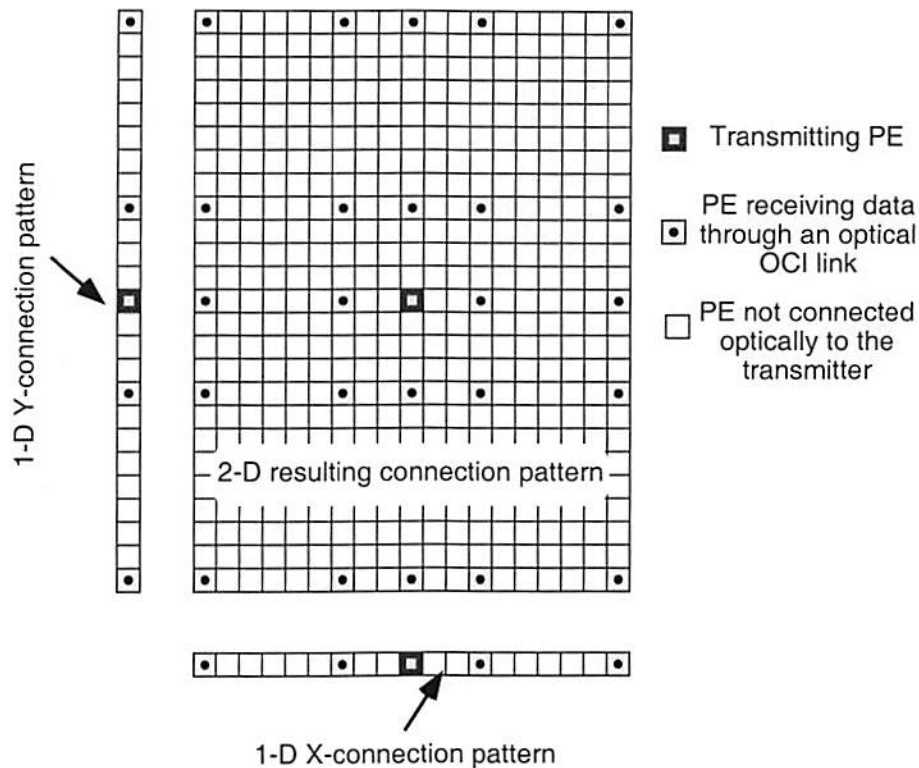 1-D Y-connection pattern
Transmitting PE
PE receiving data
through an optical
OCI link
PE not connected
optically to the
transmitter
2-D resulting connection pattern
1-D X-connection pattern